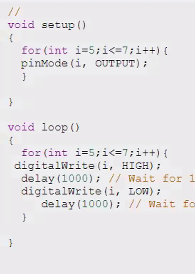 //
void setup()
{
for(int i=5;i<=7;i++){
pinMode(i, OUTPUT);
}
}
void loop()
{
for(int i=5;i<=7;i++){
digitalWrite(i, HIGH);
delay(1000); // Wait for 1
digitalWrite(i, LOW);
delay(1000); // Wait fo
}
}